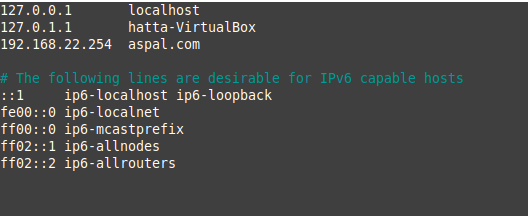 127.0.0.1       localhost
127.0.1.1       hatta-VirtualBox
192.168.22.254  aspal.com
# The following lines are desirable for IPv6 capable hosts
::1     ip6-localhost ip6-loopback
fe00::0 ip6-localnet
ff00::0 ip6-mcastprefix
ff02::1 ip6-allnodes
ff02::2 ip6-allrouters